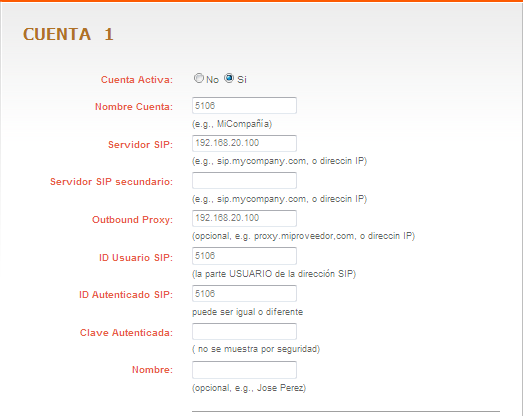 CUENTA 1
Cuenta Activa: No Si
Nombre Cuenta: 5106
(e.g., MiCompañía)
Servidor SIP: 192.168.20.100
(e.g., sip.mycompany.com, o direccin IP)
Servidor SIP secundario:
(e.g., sip.mycompany.com, o direccin IP)
Outbound Proxy: 192.168.20.100
(opcional, e.g. proxy.miproveedor,com, o direccin IP)
ID Usuario SIP: 5106
(la parte USUARIO de la dirección SIP)
ID Autenticado SIP: 5106
puede ser igual o diferente
Clave Autenticada:
( no se muestra por seguridad)
Nombre:
(opcional, e.g., Jose Perez)